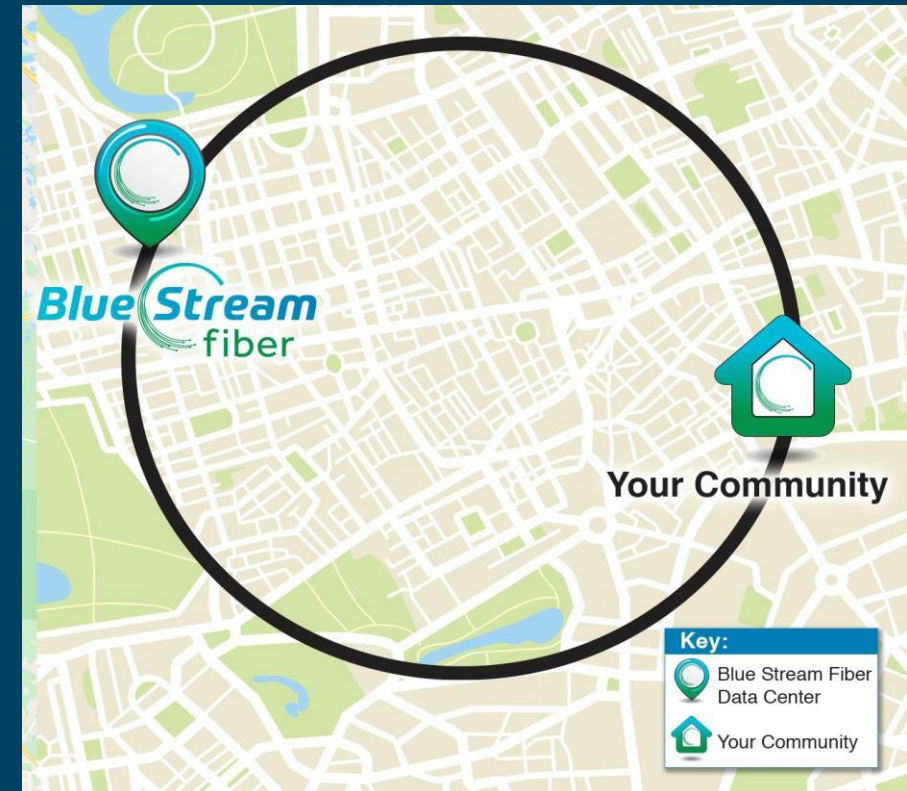 Blue Stream
fiber
Your Community
Key:
Blue Stream Fiber
Data Center
Your Community